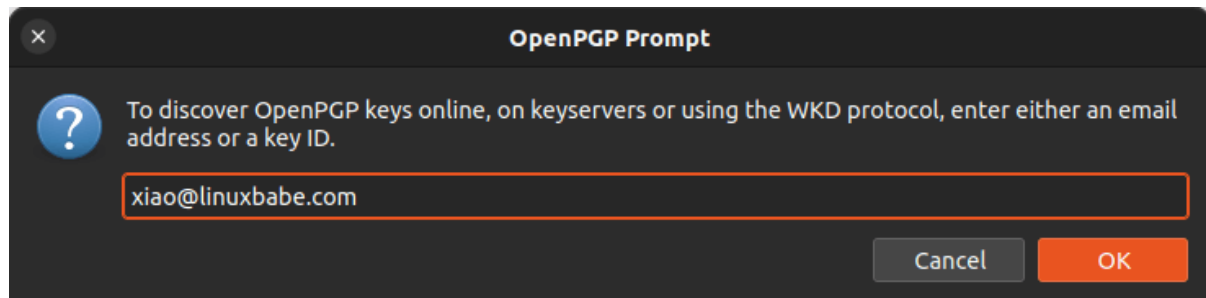 OpenPGP Prompt
To discover OpenPGP keys online, on keyservers or using the WKD protocol, enter either an email
address or a key ID.
xiao@linuxbabe.com
Cancel OK